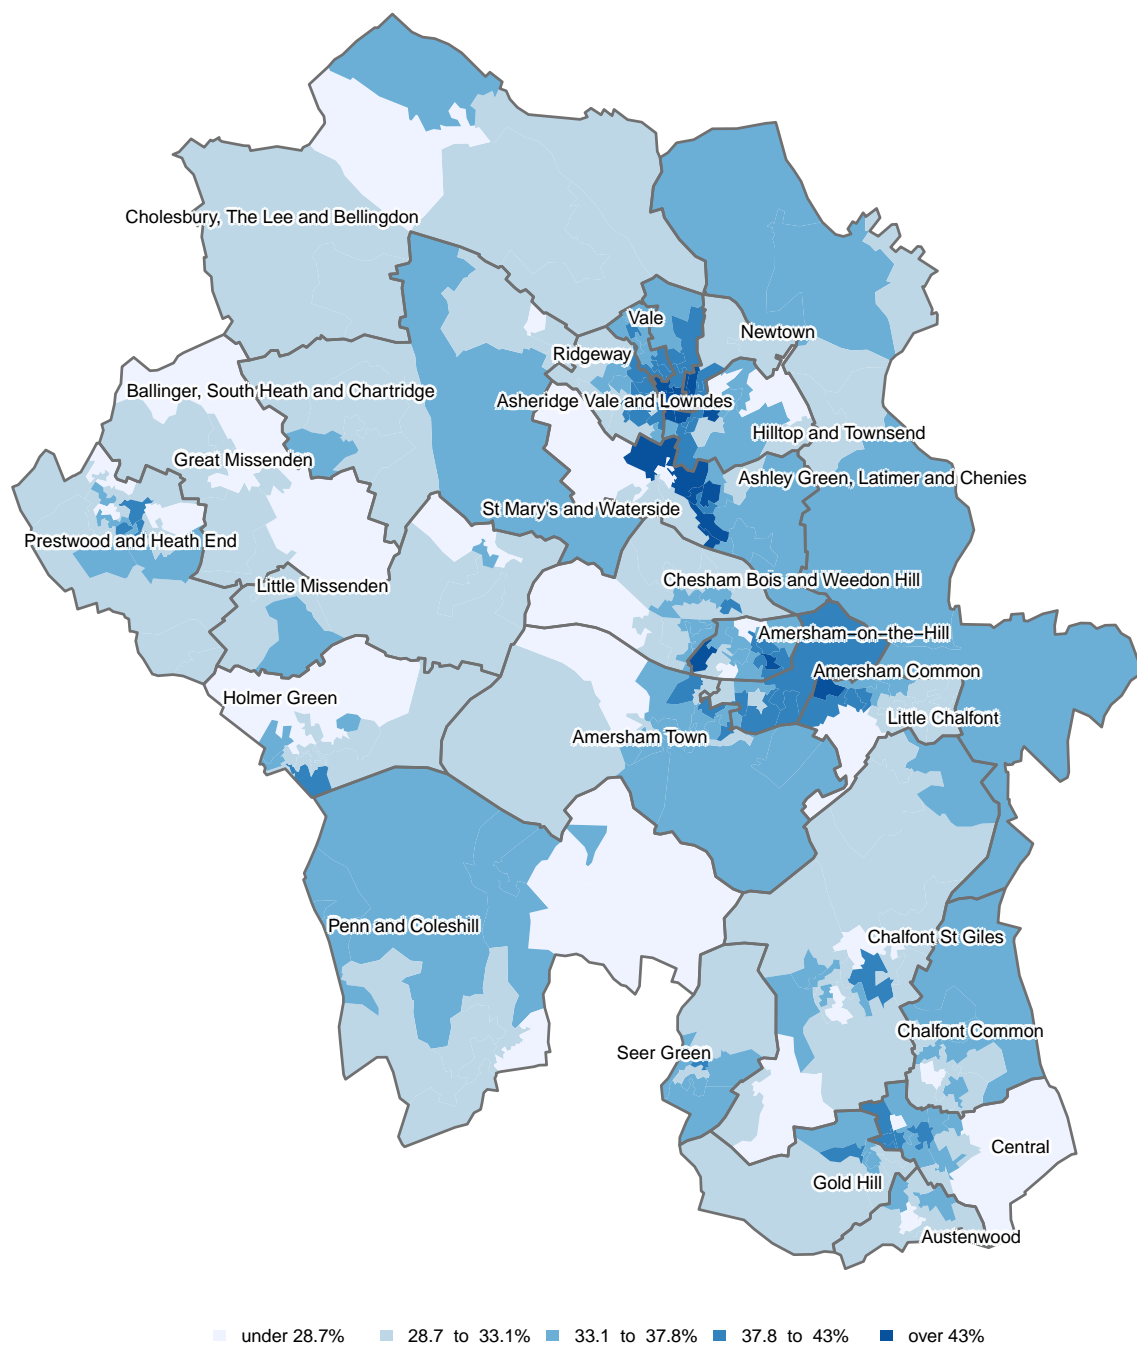 Cholesbury, The Lee and Bellingdon
Vale
Newtown
Ridgeway
Ballinger, South Heath and Chartridge
Asheridge Vale and Lowndes
Hilltop and Townsend
Great Missenden
Ashley Green, Latimer and Chenies
St Mary's and Waterside
Prestwood and Heath End
Chesham Bois and Weedon Hill
Little Missenden
Amersham−on−the−Hill
Amersham Common
Holmer Green
Little Chalfont
Amersham Town
Penn and Coleshill
Chalfont St Giles
Chalfont Common
Seer Green
Central
Gold Hill
Austenwood
under 28.7% 28.7 to 33.1% 33.1 to 37.8% 37.8 to 43% over 43%